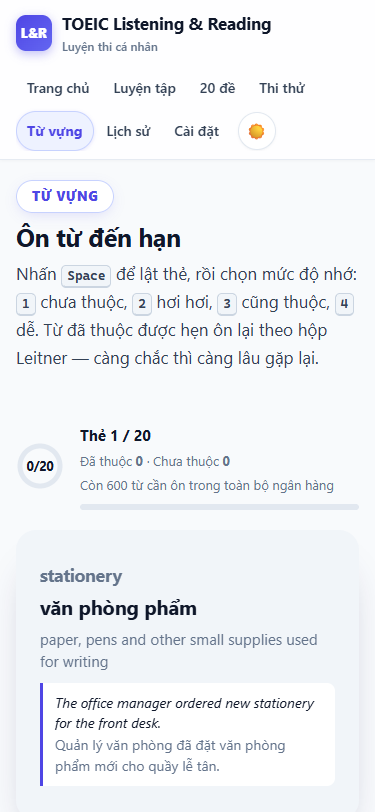 L&R
TOEIC Listening & Reading
Luyện thi cá nhân
Trang chủ
Luyện tập
20 đề
Thi thử
Từ vựng
Lịch sử
Cài đặt
TỪ VỰNG
Ôn từ đến hạn
Nhấn Space để lật thẻ, rồi chọn mức độ nhớ:
1 chưa thuộc, 2 hơi hơi, 3 cũng thuộc, 4
dễ. Từ đã thuộc được hẹn ôn lại theo hộp
Leitner — càng chắc thì càng lâu gặp lại.
0/20
Thẻ 1 / 20
Đã thuộc 0 · Chưa thuộc 0
Còn 600 từ cần ôn trong toàn bộ ngân hàng
stationery
văn phòng phẩm
paper, pens and other small supplies used
for writing
The office manager ordered new stationery
for the front desk.
Quản lý văn phòng đã đặt văn phòng
phẩm mới cho quầy lễ tân.